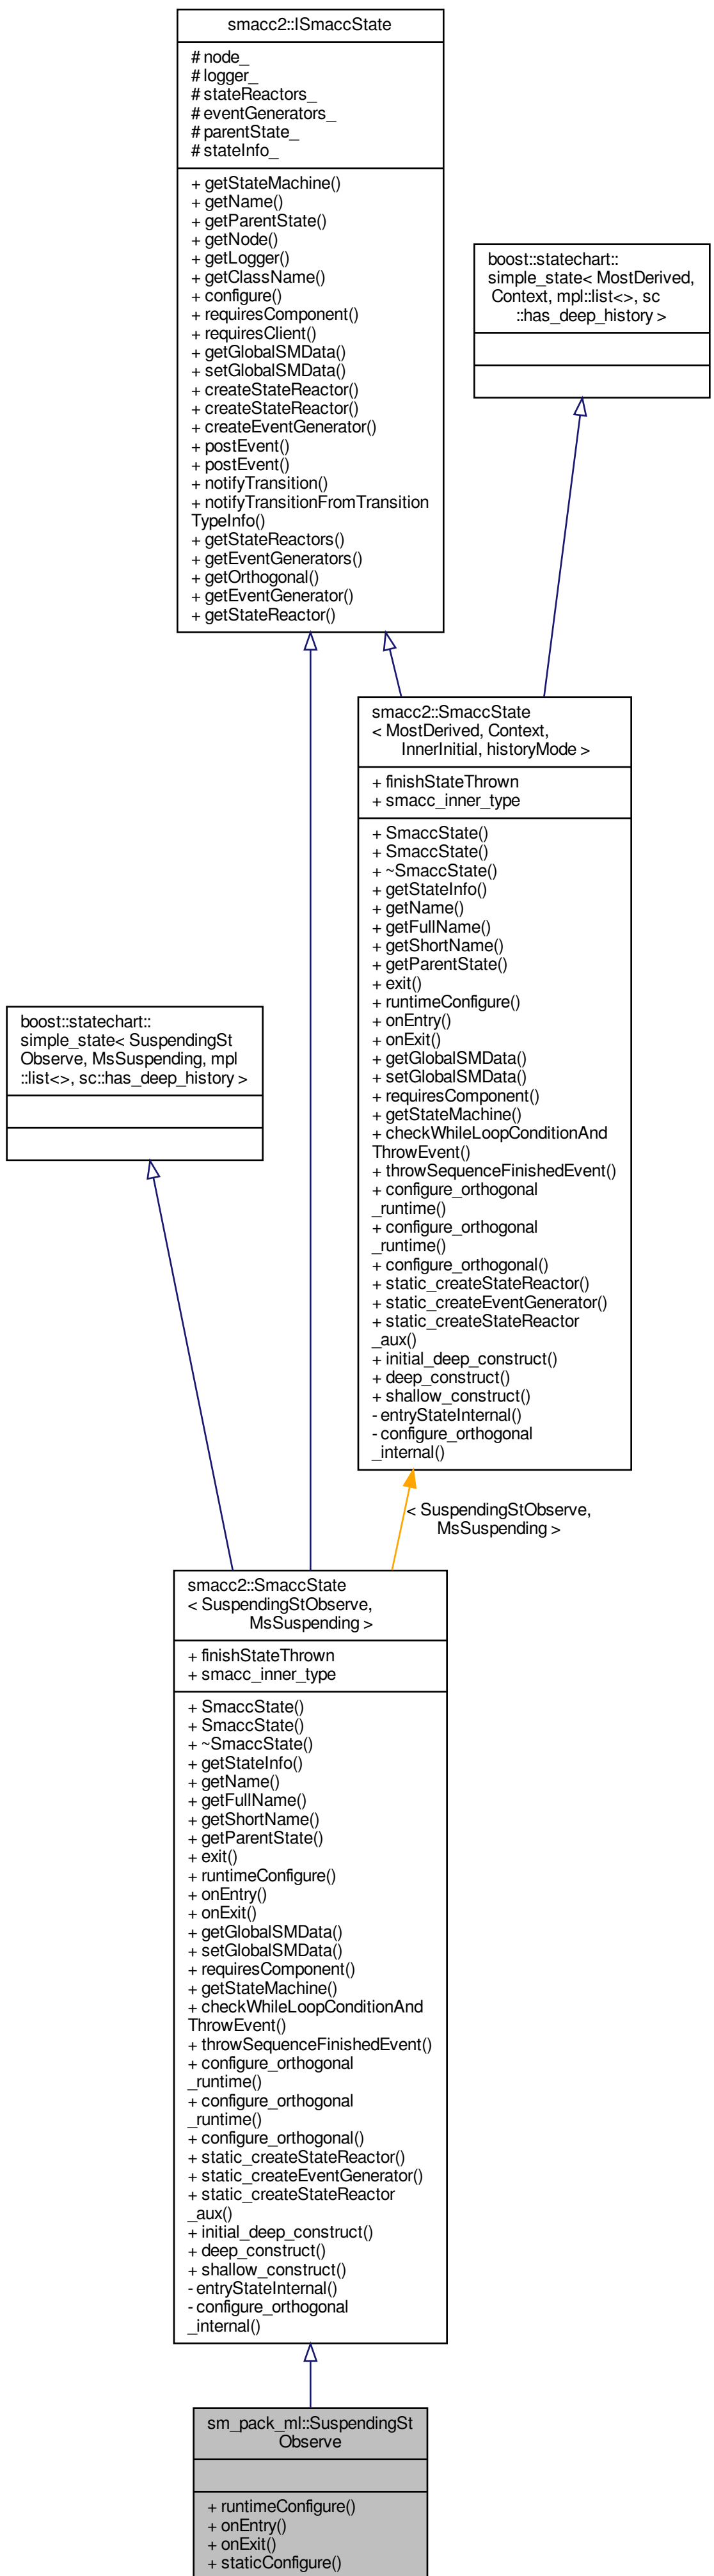 smacc2::ISmaccState
# node_
# logger_
# stateReactors_
# eventGenerators_
# parentState_
# stateInfo_
+ getStateMachine()
+ getName()
+ getParentState()
+ getNode()
+ getLogger()
+ getClassName()
+ configure()
+ requiresComponent()
+ requiresClient()
+ getGlobalSMData()
+ setGlobalSMData()
+ createStateReactor()
+ createStateReactor()
+ createEventGenerator()
+ postEvent()
+ postEvent()
+ notifyTransition()
+ notifyTransitionFromTransition
TypeInfo()
+ getStateReactors()
+ getEventGenerators()
+ getOrthogonal()
+ getEventGenerator()
+ getStateReactor()
boost::statechart::
simple_state< MostDerived,
Context, mpl::list<>, sc
::has_deep_history >
smacc2::SmaccState
< MostDerived, Context,
InnerInitial, historyMode >
+ finishStateThrown
+ smacc_inner_type
+ SmaccState()
+ SmaccState()
+ ~SmaccState()
+ getStateInfo()
+ getName()
+ getFullName()
+ getShortName()
+ getParentState()
+ exit()
+ runtimeConfigure()
+ onEntry()
+ onExit()
+ getGlobalSMData()
+ setGlobalSMData()
+ requiresComponent()
+ getStateMachine()
+ checkWhileLoopConditionAnd
ThrowEvent()
+ throwSequenceFinishedEvent()
+ configure_orthogonal
_runtime()
+ configure_orthogonal
_runtime()
+ configure_orthogonal()
+ static_createStateReactor()
+ static_createEventGenerator()
+ static_createStateReactor
_aux()
+ initial_deep_construct()
+ deep_construct()
+ shallow_construct()
- entryStateInternal()
- configure_orthogonal
_internal()
boost::statechart::
simple_state< SuspendingSt
Observe, MsSuspending, mpl
::list<>, sc::has_deep_history >
< SuspendingStObserve,
MsSuspending >
smacc2::SmaccState
< SuspendingStObserve,
MsSuspending >
+ finishStateThrown
+ smacc_inner_type
+ SmaccState()
+ SmaccState()
+ ~SmaccState()
+ getStateInfo()
+ getName()
+ getFullName()
+ getShortName()
+ getParentState()
+ exit()
+ runtimeConfigure()
+ onEntry()
+ onExit()
+ getGlobalSMData()
+ setGlobalSMData()
+ requiresComponent()
+ getStateMachine()
+ checkWhileLoopConditionAnd
ThrowEvent()
+ throwSequenceFinishedEvent()
+ configure_orthogonal
_runtime()
+ configure_orthogonal
_runtime()
+ configure_orthogonal()
+ static_createStateReactor()
+ static_createEventGenerator()
+ static_createStateReactor
_aux()
+ initial_deep_construct()
+ deep_construct()
+ shallow_construct()
- entryStateInternal()
- configure_orthogonal
_internal()
sm_pack_ml::SuspendingSt
Observe
+ runtimeConfigure()
+ onEntry()
+ onExit()
+ staticConfigure()